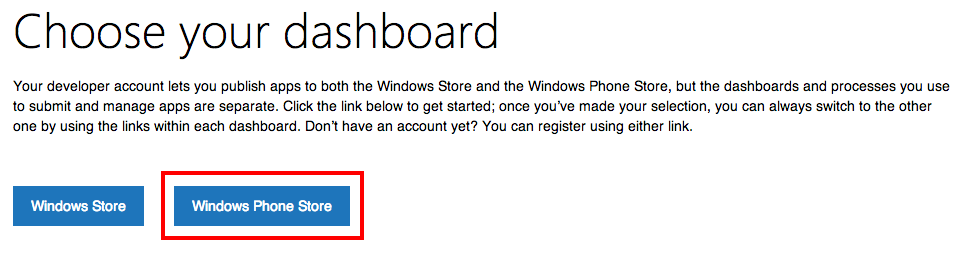 Choose your dashboard
Your developer account lets you publish apps to both the Windows Store and the Windows Phone Store, but the dashboards and processes you use
to submit and manage apps are separate. Click the link below to get started; once you've made your selection, you can always switch to the other
one by using the links within each dashboard. Don't have an account yet? You can register using either link.
Windows Store
Windows Phone Store